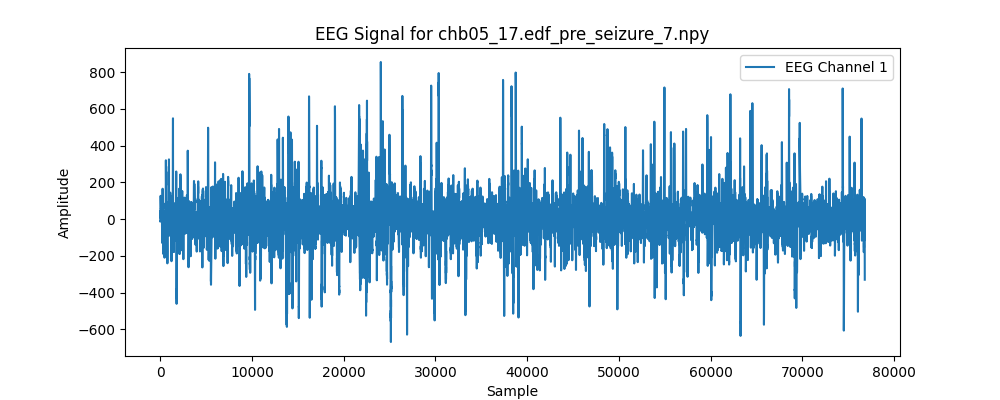 EEG Signal for chb05_17.edf_pre_seizure_7.npy
EEG Channel 1
Amplitude
800
600
400
200
0
−200
−400
−600
0 10000 20000 30000 40000 50000 60000 70000 80000
Sample